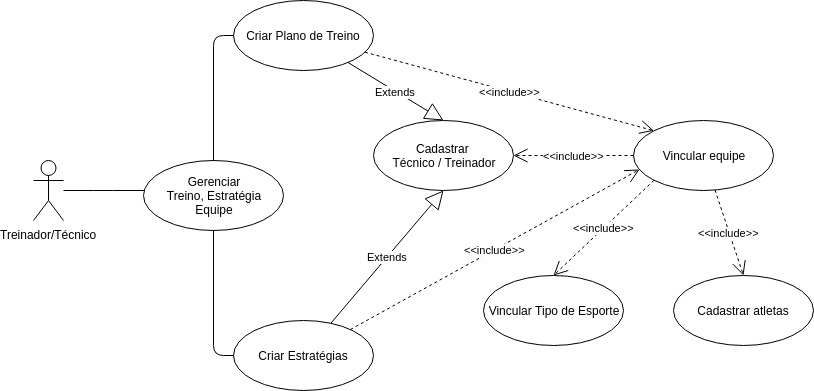 Criar Plano de Treino
Extends
<<include>>
Cadastrar
Técnico / Treinador
<<include>>
Vincular equipe
Gerenciar
Treino, Estratégia
Equipe
Treinador/Técnico
<<include>>
<<include>>
<<include>>
Extends
Vincular Tipo de Esporte
Cadastrar atletas
Criar Estratégias